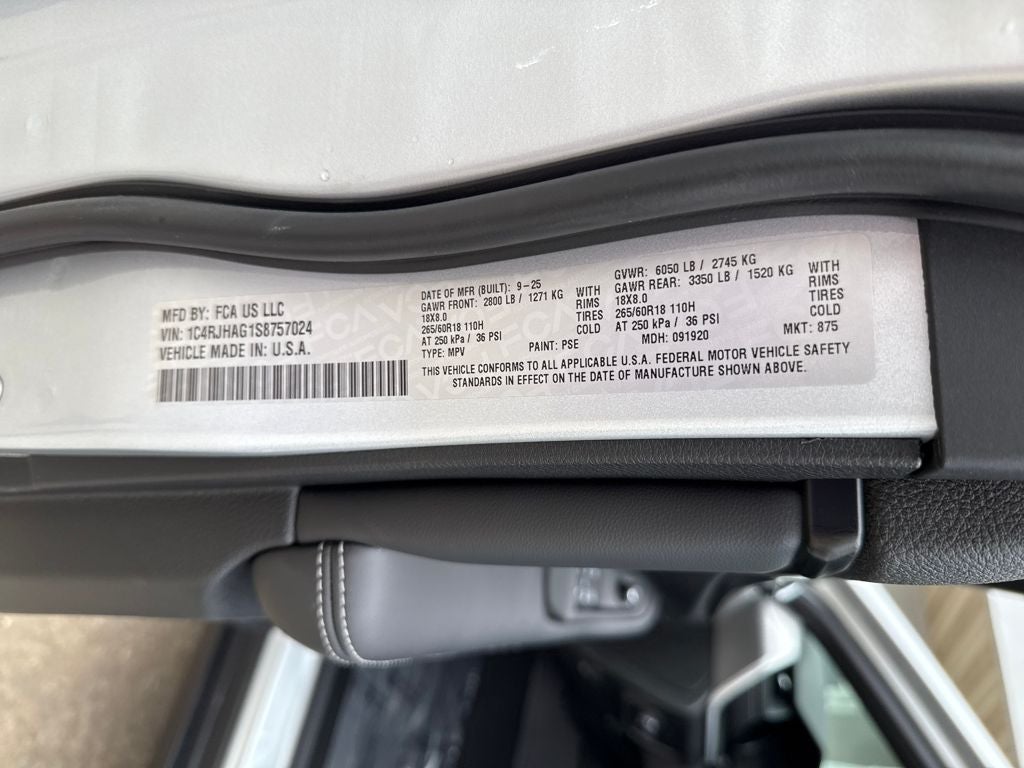 MFD BY: FCA US LLC
VIN: 1C4RJHAG1S8757024
VEHICLE MADE IN: U.S.A.
DATE OF MFR (BUILT): 9-25
GAWR FRONT: 2800 LB / 1271 KG WITH
18X8.0 RIMS
265/60R18 110H TIRES
AT 250 kPa / 36 PSI COLD
TYPE: MPV PAINT: PSE
GVWR: 6050 LB / 2745 KG
GAWR REAR: 3350 LB / 1520 KG WITH
18X8.0 RIMS
265/60R18 110H TIRES
AT 250 kPa / 36 PSI COLD
MDH: 091920 MKT: 875
THIS VEHICLE CONFORMS TO ALL APPLICABLE U.S.A. FEDERAL MOTOR VEHICLE SAFETY
STANDARDS IN EFFECT ON THE DATE OF MANUFACTURE SHOWN ABOVE.